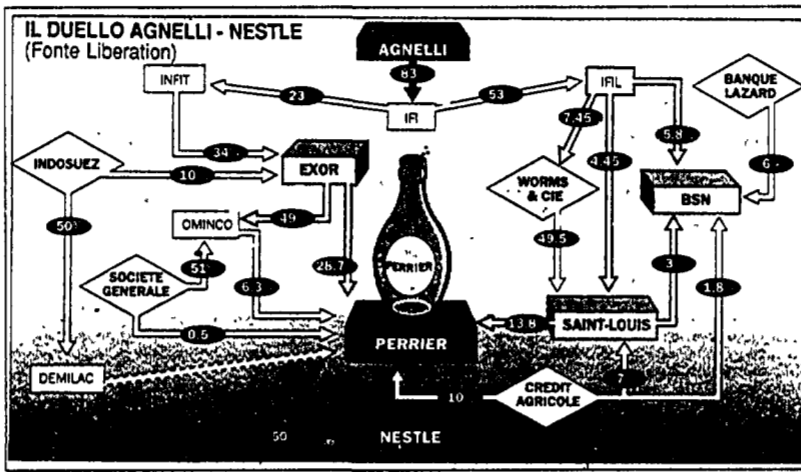 IL DUELLO AGNELLI - NESTLE
(Fonte Liberation)
AGNELLI
83
INFIT
23
IFI
53
IFIL
BANQUE
LAZARD
7.45
5.8
34
4.45
6
INDOSUEZ
10
EXOR
WORMS
& CIE
BSN
50
OMINCO
49
49.5
SOCIETE
GENERALE
51
6.3
PERRIER
3
1.8
0.5
13.8
SAINT-LOUIS
PERRIER
DEMILAC
10
CREDIT
AGRICOLE
50
NESTLE